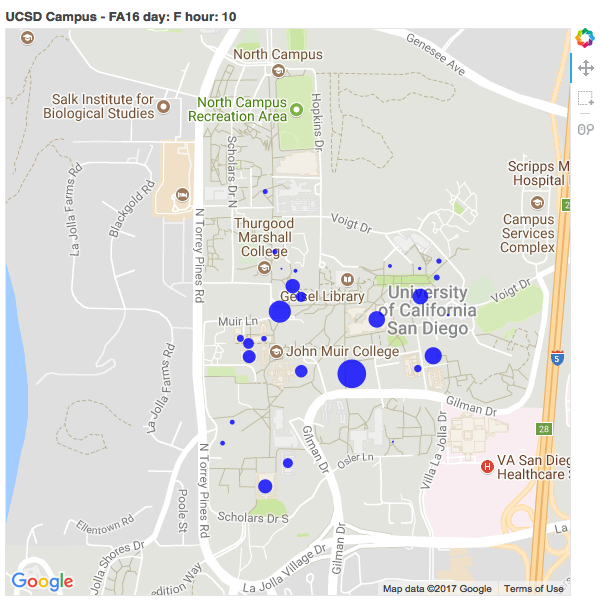 UCSD Campus - FA16 day: F hour: 10
Genesee Ave
North Campus
Salk Institute for
Biological Studies
North Campus
Recreation Area
Hopkins Dr
Scholars Dr N
Scripps M
Hospital
La Jolla Farms Rd
Blackgold Rd
N Torrey Pines Rd
Voigt Dr
2
Campus
Services
Complex
Thurgood
Marshall
College
Geisel Library
University
of California
San Diego
Voigt Dr
Muir Ln
John Muir College
5
La Jolla Farms Rd
Gilman Dr
28
N Torrey Pines Rd
Gilman Dr
Osler Ln
Villa La Jolla Dr
H
VA San Dieg
Healthcare S
Poole St
Ellentown Rd
Scholars Dr S
La Jolla Shores Dr
Gilman Dr
La
La Jolla Village Dr
edition Way
Google
Map data ©2017 Google
Terms of Use